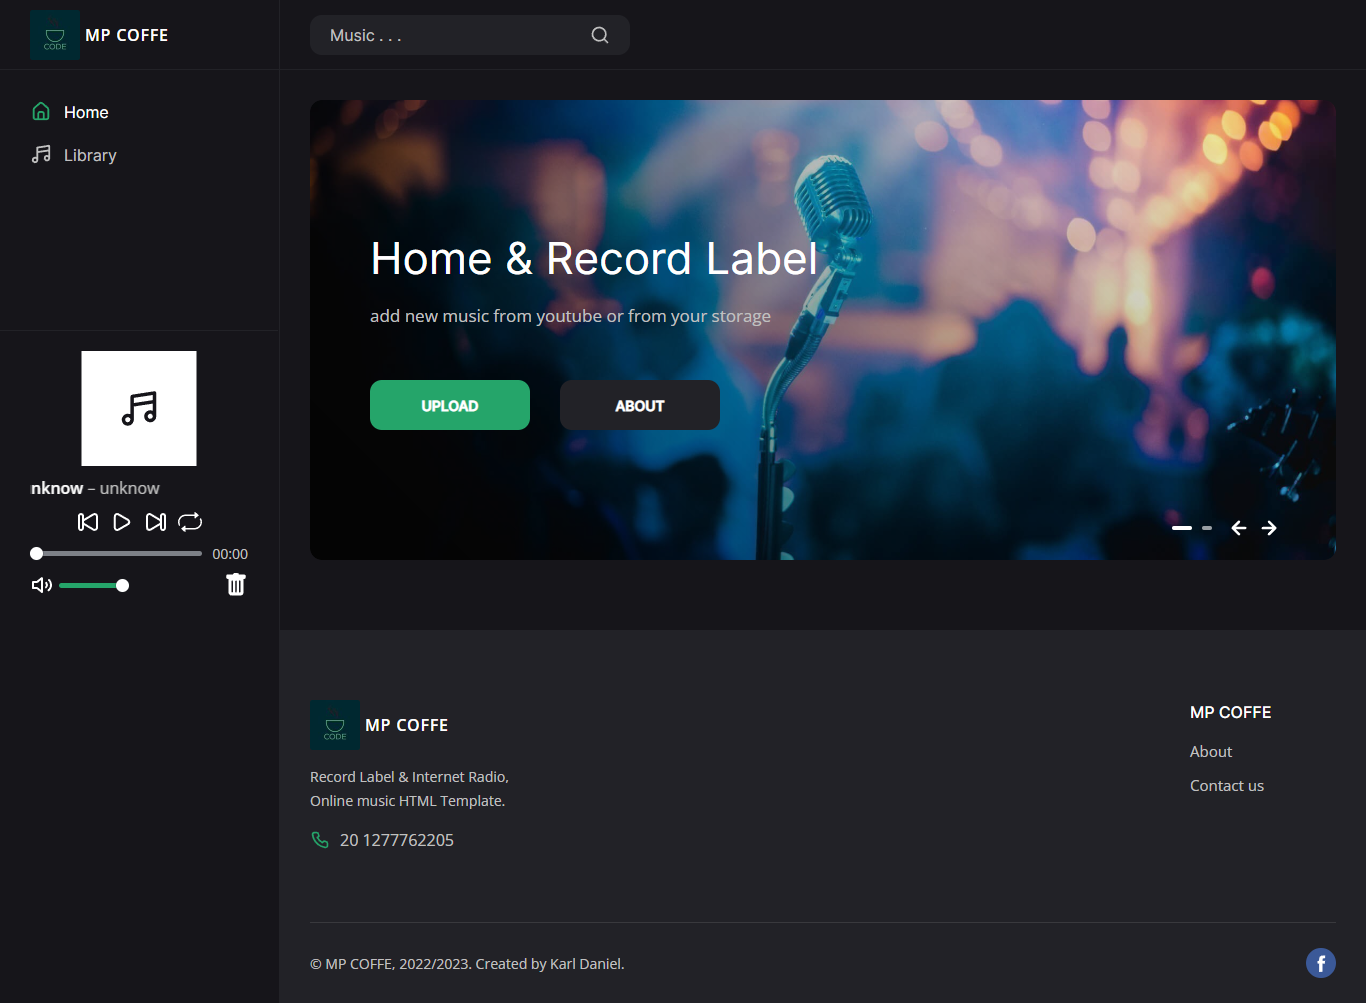 CODE
MP COFFE
Music . . .
Home
Library
nknow – unknow
00:00
Home & Record Label
add new music from youtube or from your storage
UPLOAD
ABOUT
CODE
MP COFFE
Record Label & Internet Radio,
Online music HTML Template.
20 1277762205
MP COFFE
About
Contact us
© MP COFFE, 2022/2023. Created by Karl Daniel.
f